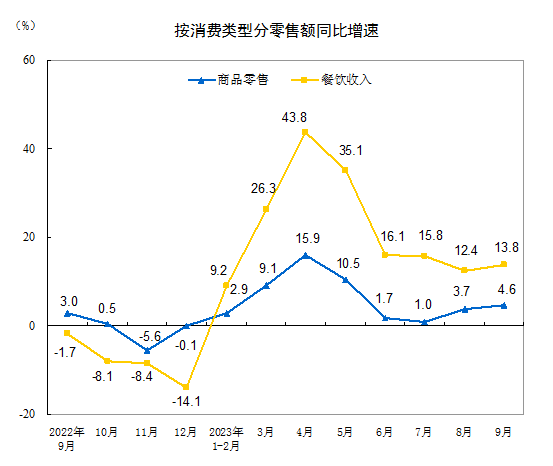 (%)
按消费类型分零售额同比增速
商品零售 餐饮收入
60
40
20
0
-20
43.8
35.1
26.3
16.1 15.8
12.4 13.8
9.2
15.9
10.5
9.1
2.9
3.0 0.5
1.7 1.0 3.7 4.6
-5.6 -0.1
-1.7
-8.1 -8.4
-14.1
2022年
9月
10月
11月
12月
2023年
1-2月
3月
4月
5月
6月
7月
8月
9月